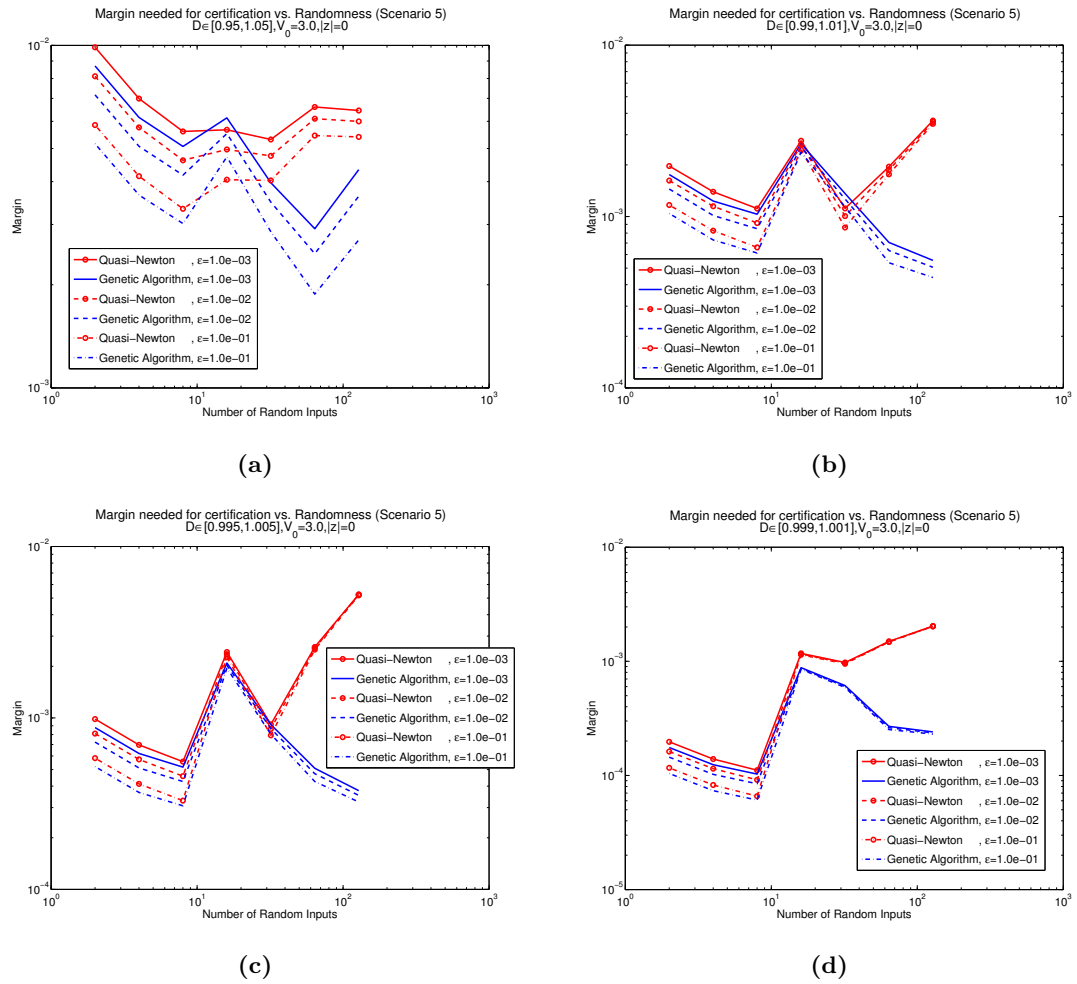 Margin needed for certification vs. Randomness (Scenario 5)
D∈[0.95,1.05],V₀=3.0,|z|=0
10⁻²
10⁻³
Margin
Quasi−Newton , ε=1.0e−03
Genetic Algorithm, ε=1.0e−03
Quasi−Newton , ε=1.0e−02
Genetic Algorithm, ε=1.0e−02
Quasi−Newton , ε=1.0e−01
Genetic Algorithm, ε=1.0e−01
10⁰ 10¹ 10² 10³
Number of Random Inputs
(a)
Margin needed for certification vs. Randomness (Scenario 5)
D∈[0.99,1.01],V₀=3.0,|z|=0
10⁻²
10⁻³
10⁻⁴
Margin
Quasi−Newton , ε=1.0e−03
Genetic Algorithm, ε=1.0e−03
Quasi−Newton , ε=1.0e−02
Genetic Algorithm, ε=1.0e−02
Quasi−Newton , ε=1.0e−01
Genetic Algorithm, ε=1.0e−01
10⁰ 10¹ 10² 10³
Number of Random Inputs
(b)
Margin needed for certification vs. Randomness (Scenario 5)
D∈[0.995,1.005],V₀=3.0,|z|=0
10⁻²
10⁻³
10⁻⁴
Margin
Quasi−Newton , ε=1.0e−03
Genetic Algorithm, ε=1.0e−03
Quasi−Newton , ε=1.0e−02
Genetic Algorithm, ε=1.0e−02
Quasi−Newton , ε=1.0e−01
Genetic Algorithm, ε=1.0e−01
10⁰ 10¹ 10² 10³
Number of Random Inputs
(c)
Margin needed for certification vs. Randomness (Scenario 5)
D∈[0.999,1.001],V₀=3.0,|z|=0
10⁻²
10⁻³
10⁻⁴
10⁻⁵
Margin
Quasi−Newton , ε=1.0e−03
Genetic Algorithm, ε=1.0e−03
Quasi−Newton , ε=1.0e−02
Genetic Algorithm, ε=1.0e−02
Quasi−Newton , ε=1.0e−01
Genetic Algorithm, ε=1.0e−01
10⁰ 10¹ 10² 10³
Number of Random Inputs
(d)